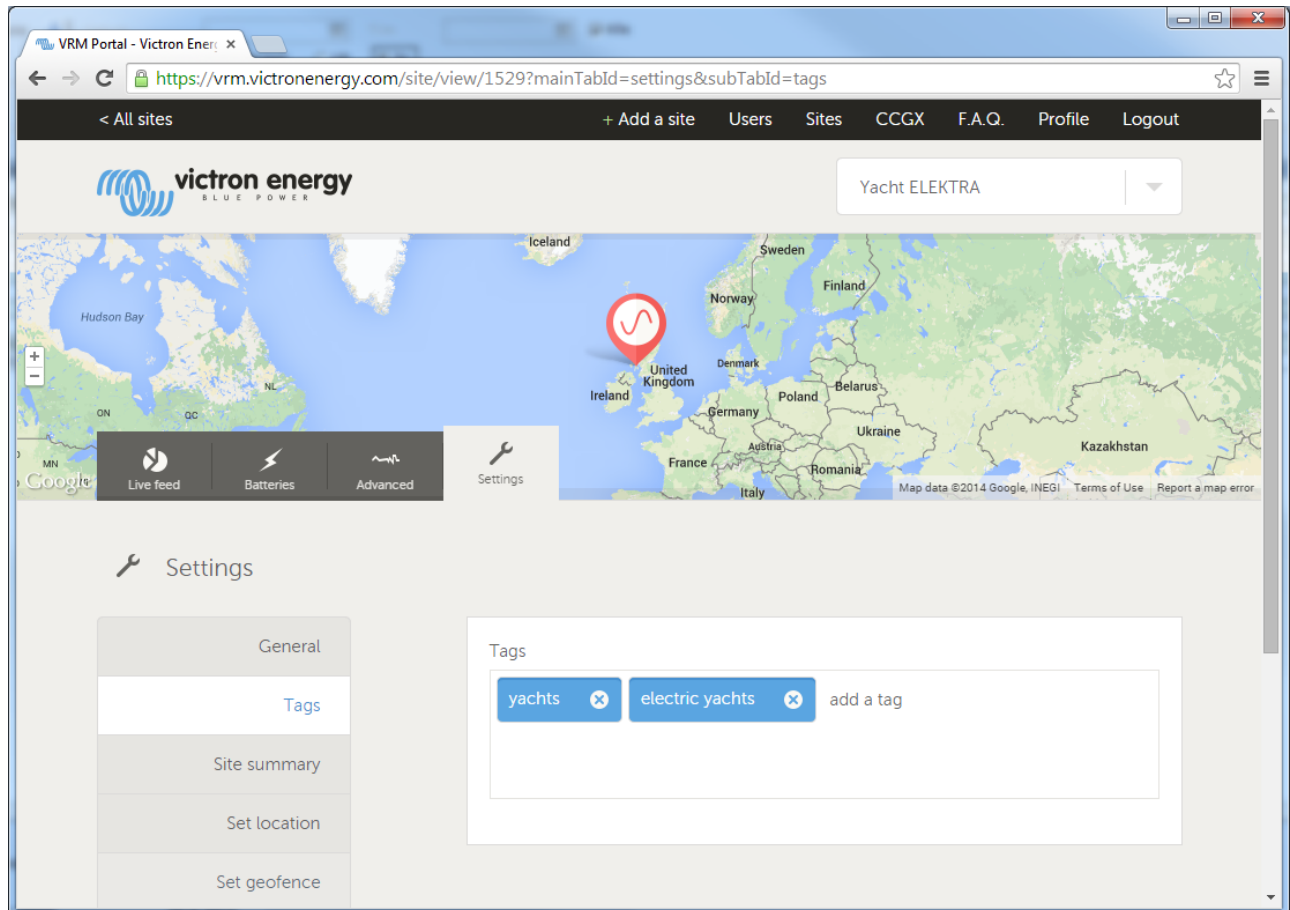 VRM Portal - Victron Energ
https://vrm.victronenergy.com/site/view/1529?mainTabId=settings&subTabId=tags
< All sites + Add a site Users Sites CCGX F.A.Q. Profile Logout
victron energy
BLUE POWER
Yacht ELEKTRA
Iceland
Sweden
Finland
Norway
Hudson Bay
+
-
United
Kingdom
Denmark
NL
Ireland
Poland
Belarus
ON
QC
Germany
Ukraine
Austria
Kazakhstan
MN
France
Romania
Google
Live feed Batteries Advanced Settings
Italy
Map data ©2014 Google, INEGI Terms of Use Report a map error
Settings
General
Tags
Site summary
Set location
Set geofence
Tags
yachts electric yachts add a tag